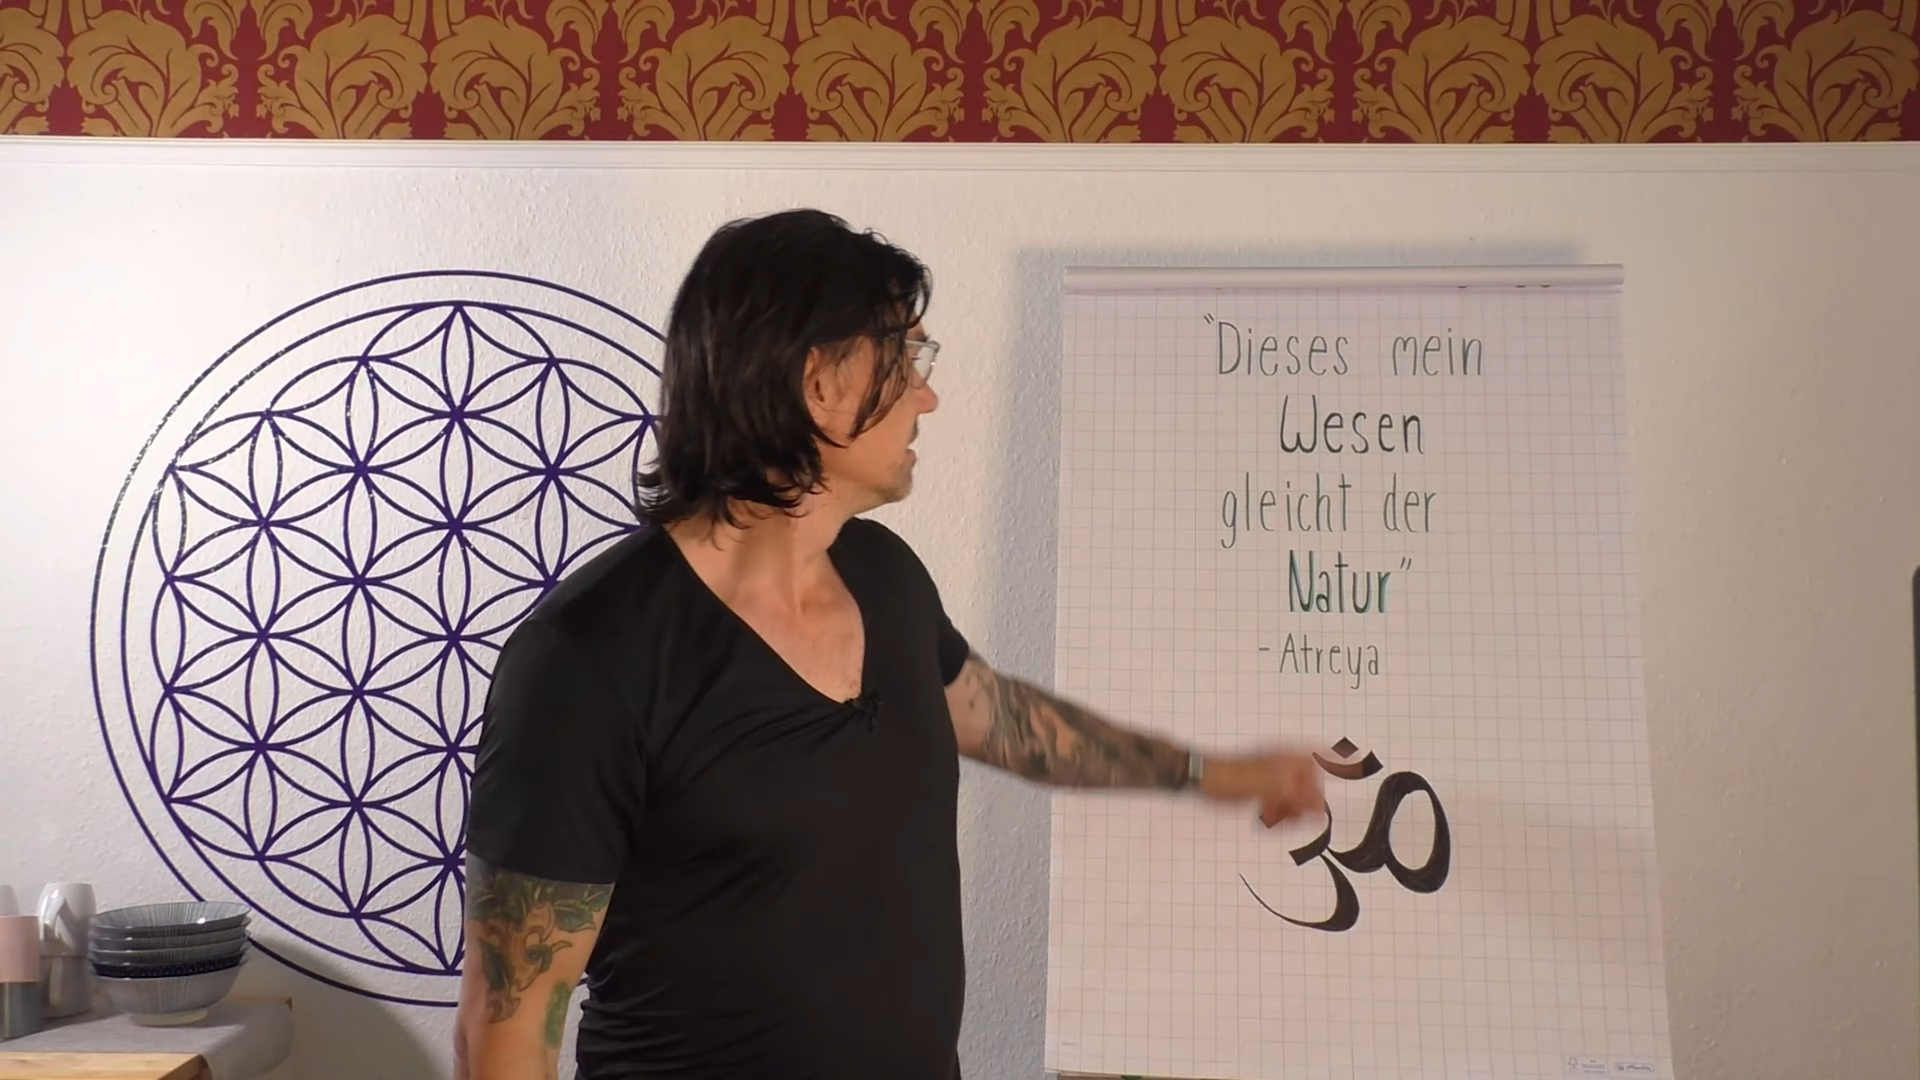 "Dieses mein
Wesen
gleicht der
Natur"
-Atreya
ॐ